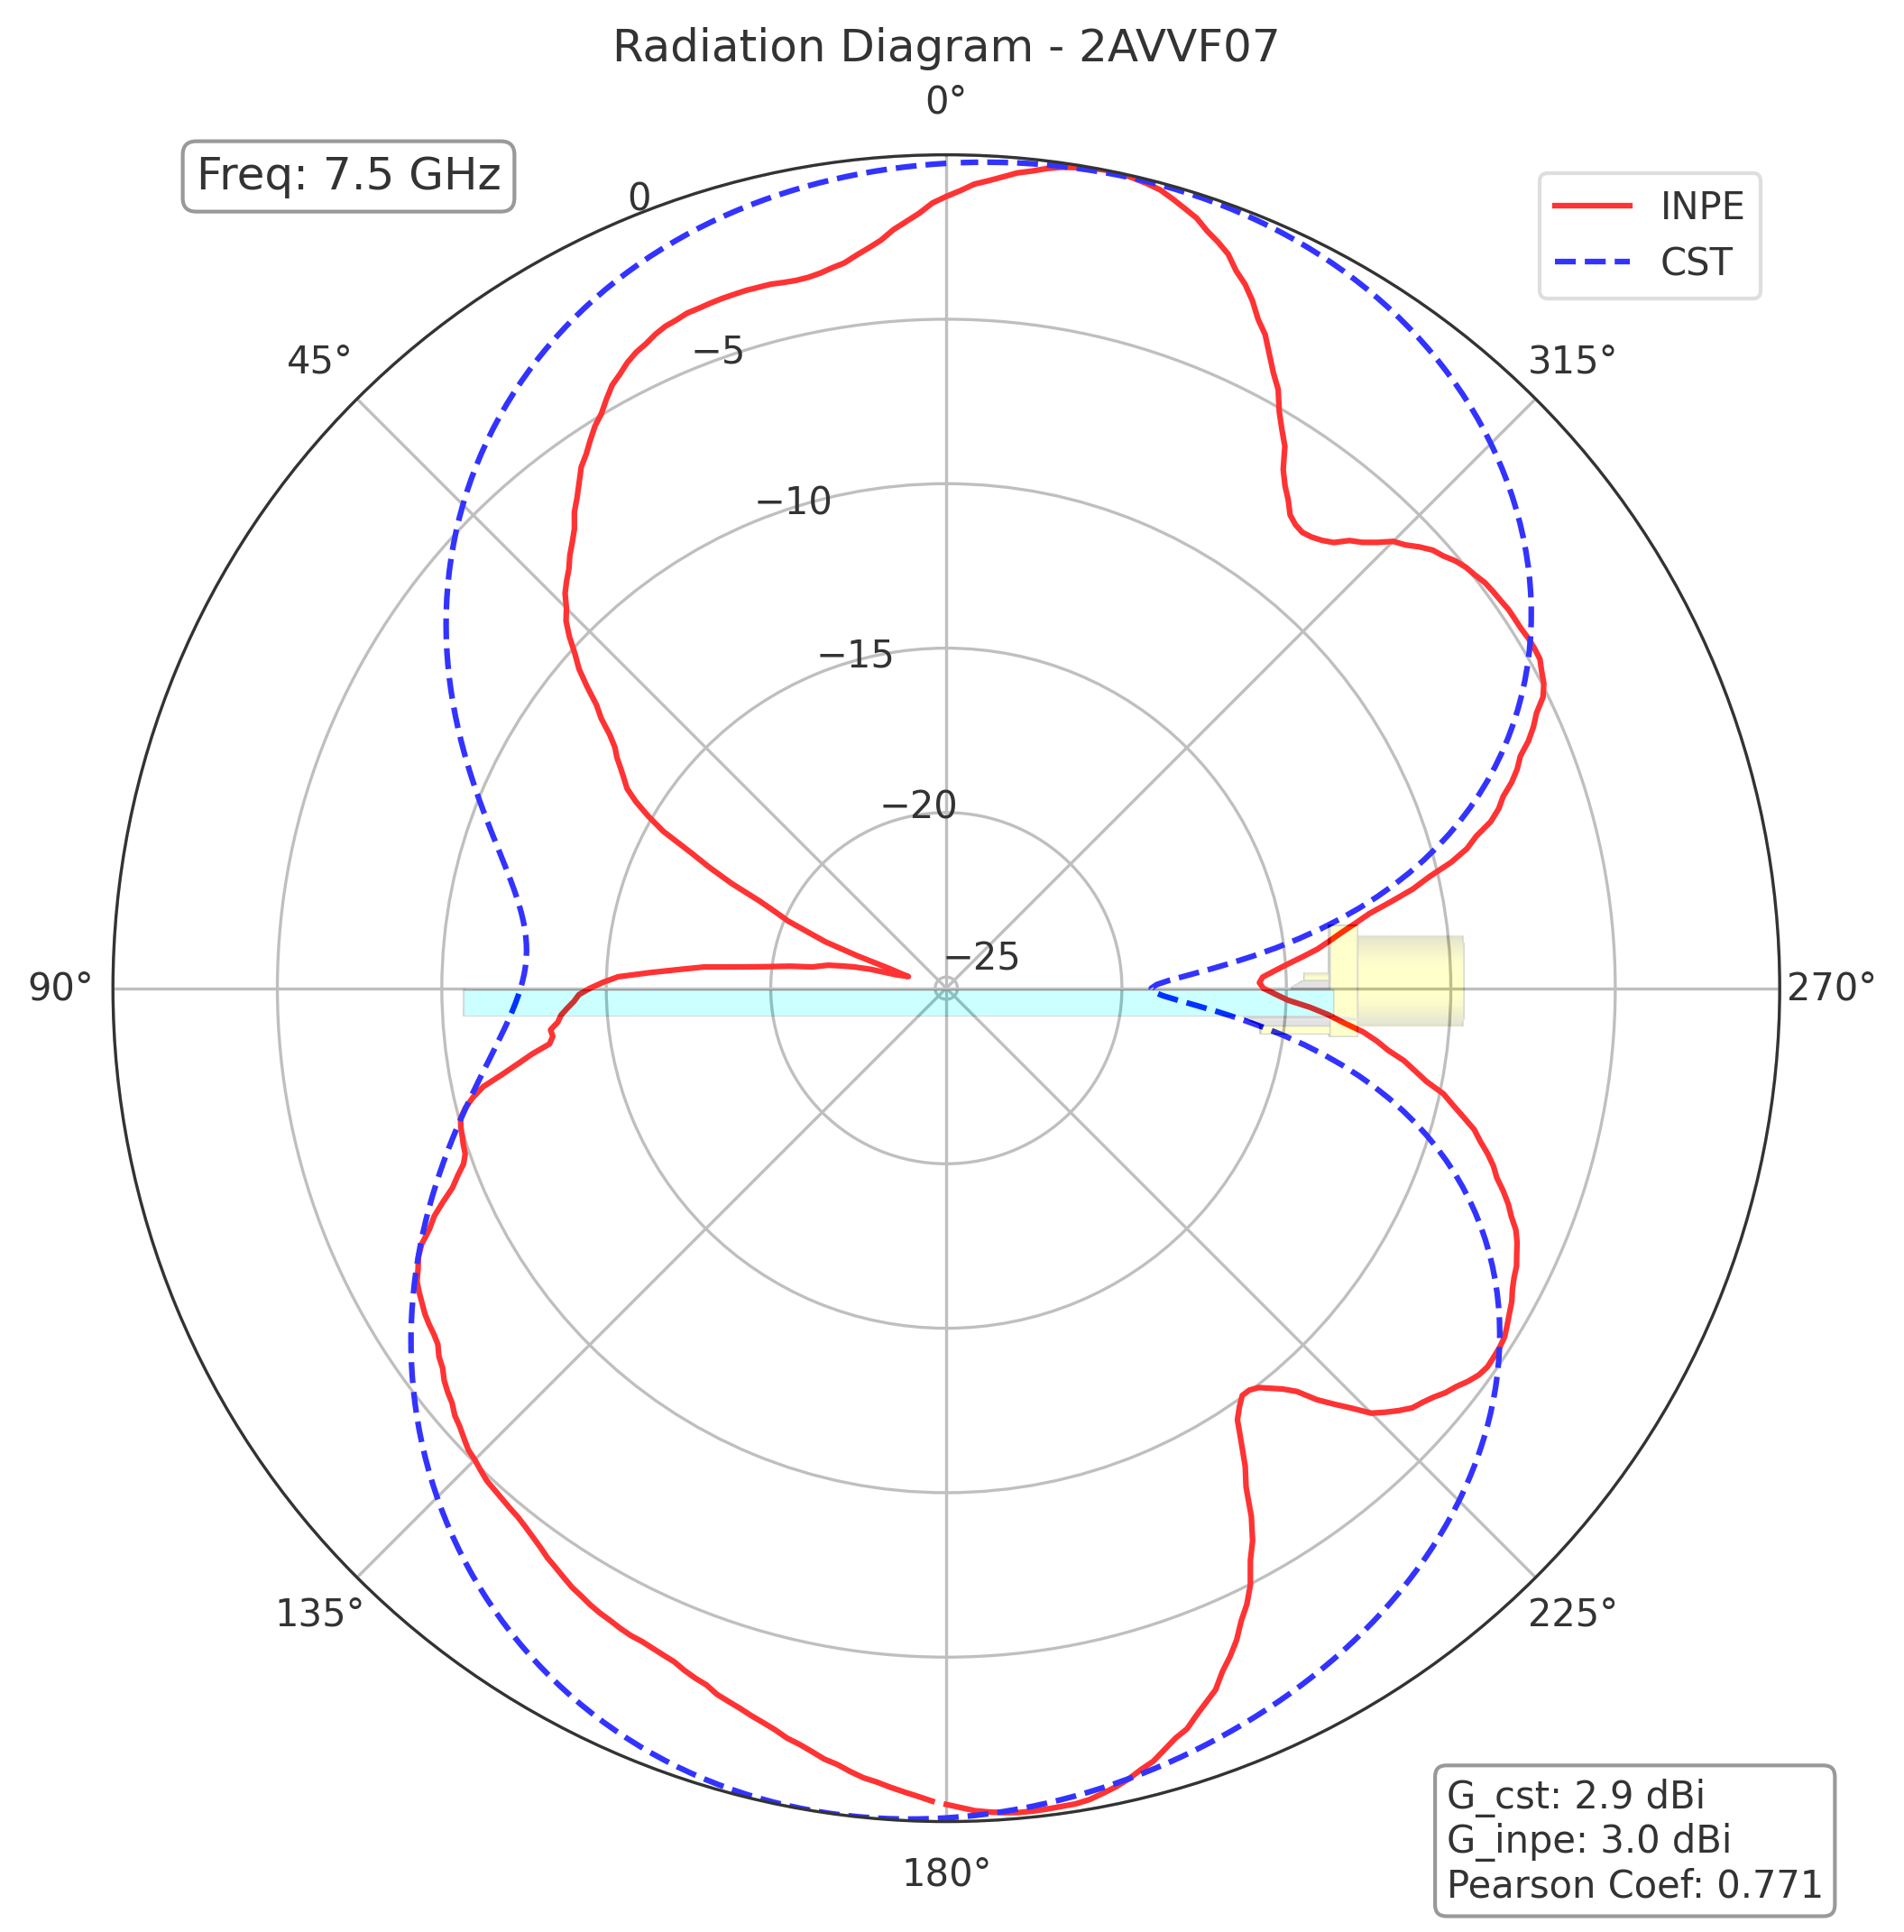 Radiation Diagram - 2AVVF07
0°
Freq: 7.5 GHz
0
INPE
CST
45°
315°
−5
−10
−15
−20
−25
90°
270°
135°
225°
180°
G_cst: 2.9 dBi
G_inpe: 3.0 dBi
Pearson Coef: 0.771